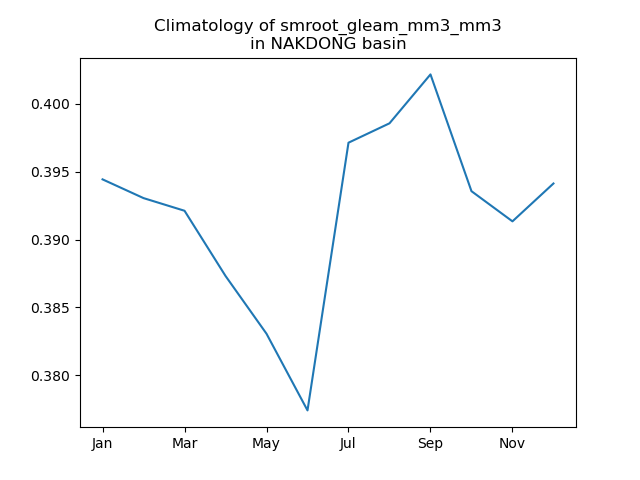 Climatology of smroot_gleam_mm3_mm3
in NAKDONG basin
0.400
0.395
0.390
0.385
0.380
Jan Mar May Jul Sep Nov